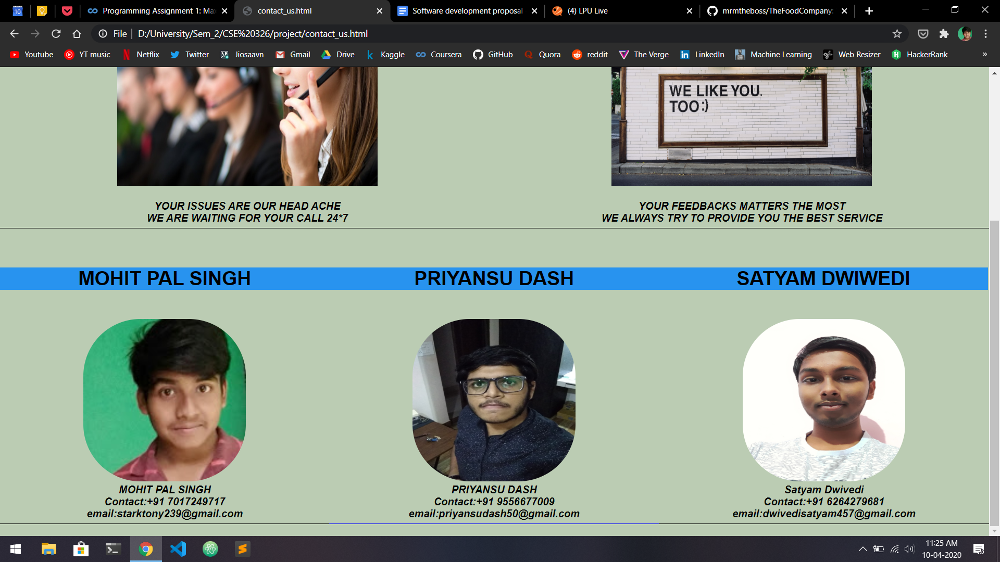 10
Programming Assignment 1: Ma
contact_us.html
Software development proposal
(4) LPU Live
mrmtheboss/TheFoodCompany:
File
D:/University/Sem_2/CSE%20326/project/contact_us.html
Youtube
YT music
Netflix
Twitter
Jiosaavn
Gmail
Drive
Kaggle
Coursera
GitHub
Quora
reddit
The Verge
LinkedIn
Machine Learning
Web Resizer
HackerRank
»
WE LIKE YOU.
TOO :)
YOUR ISSUES ARE OUR HEAD ACHE
WE ARE WAITING FOR YOUR CALL 24*7
YOUR FEEDBACKS MATTERS THE MOST
WE ALWAYS TRY TO PROVIDE YOU THE BEST SERVICE
MOHIT PAL SINGH
PRIYANSU DASH
SATYAM DWIWEDI
MOHIT PAL SINGH
Contact:+91 7017249717
email:starktony239@gmail.com
PRIYANSU DASH
Contact:+91 9556677009
email:priyansudash50@gmail.com
Satyam Dwivedi
Contact:+91 6264279681
email:dwivedisatyam457@gmail.com
11:25 AM
10-04-2020